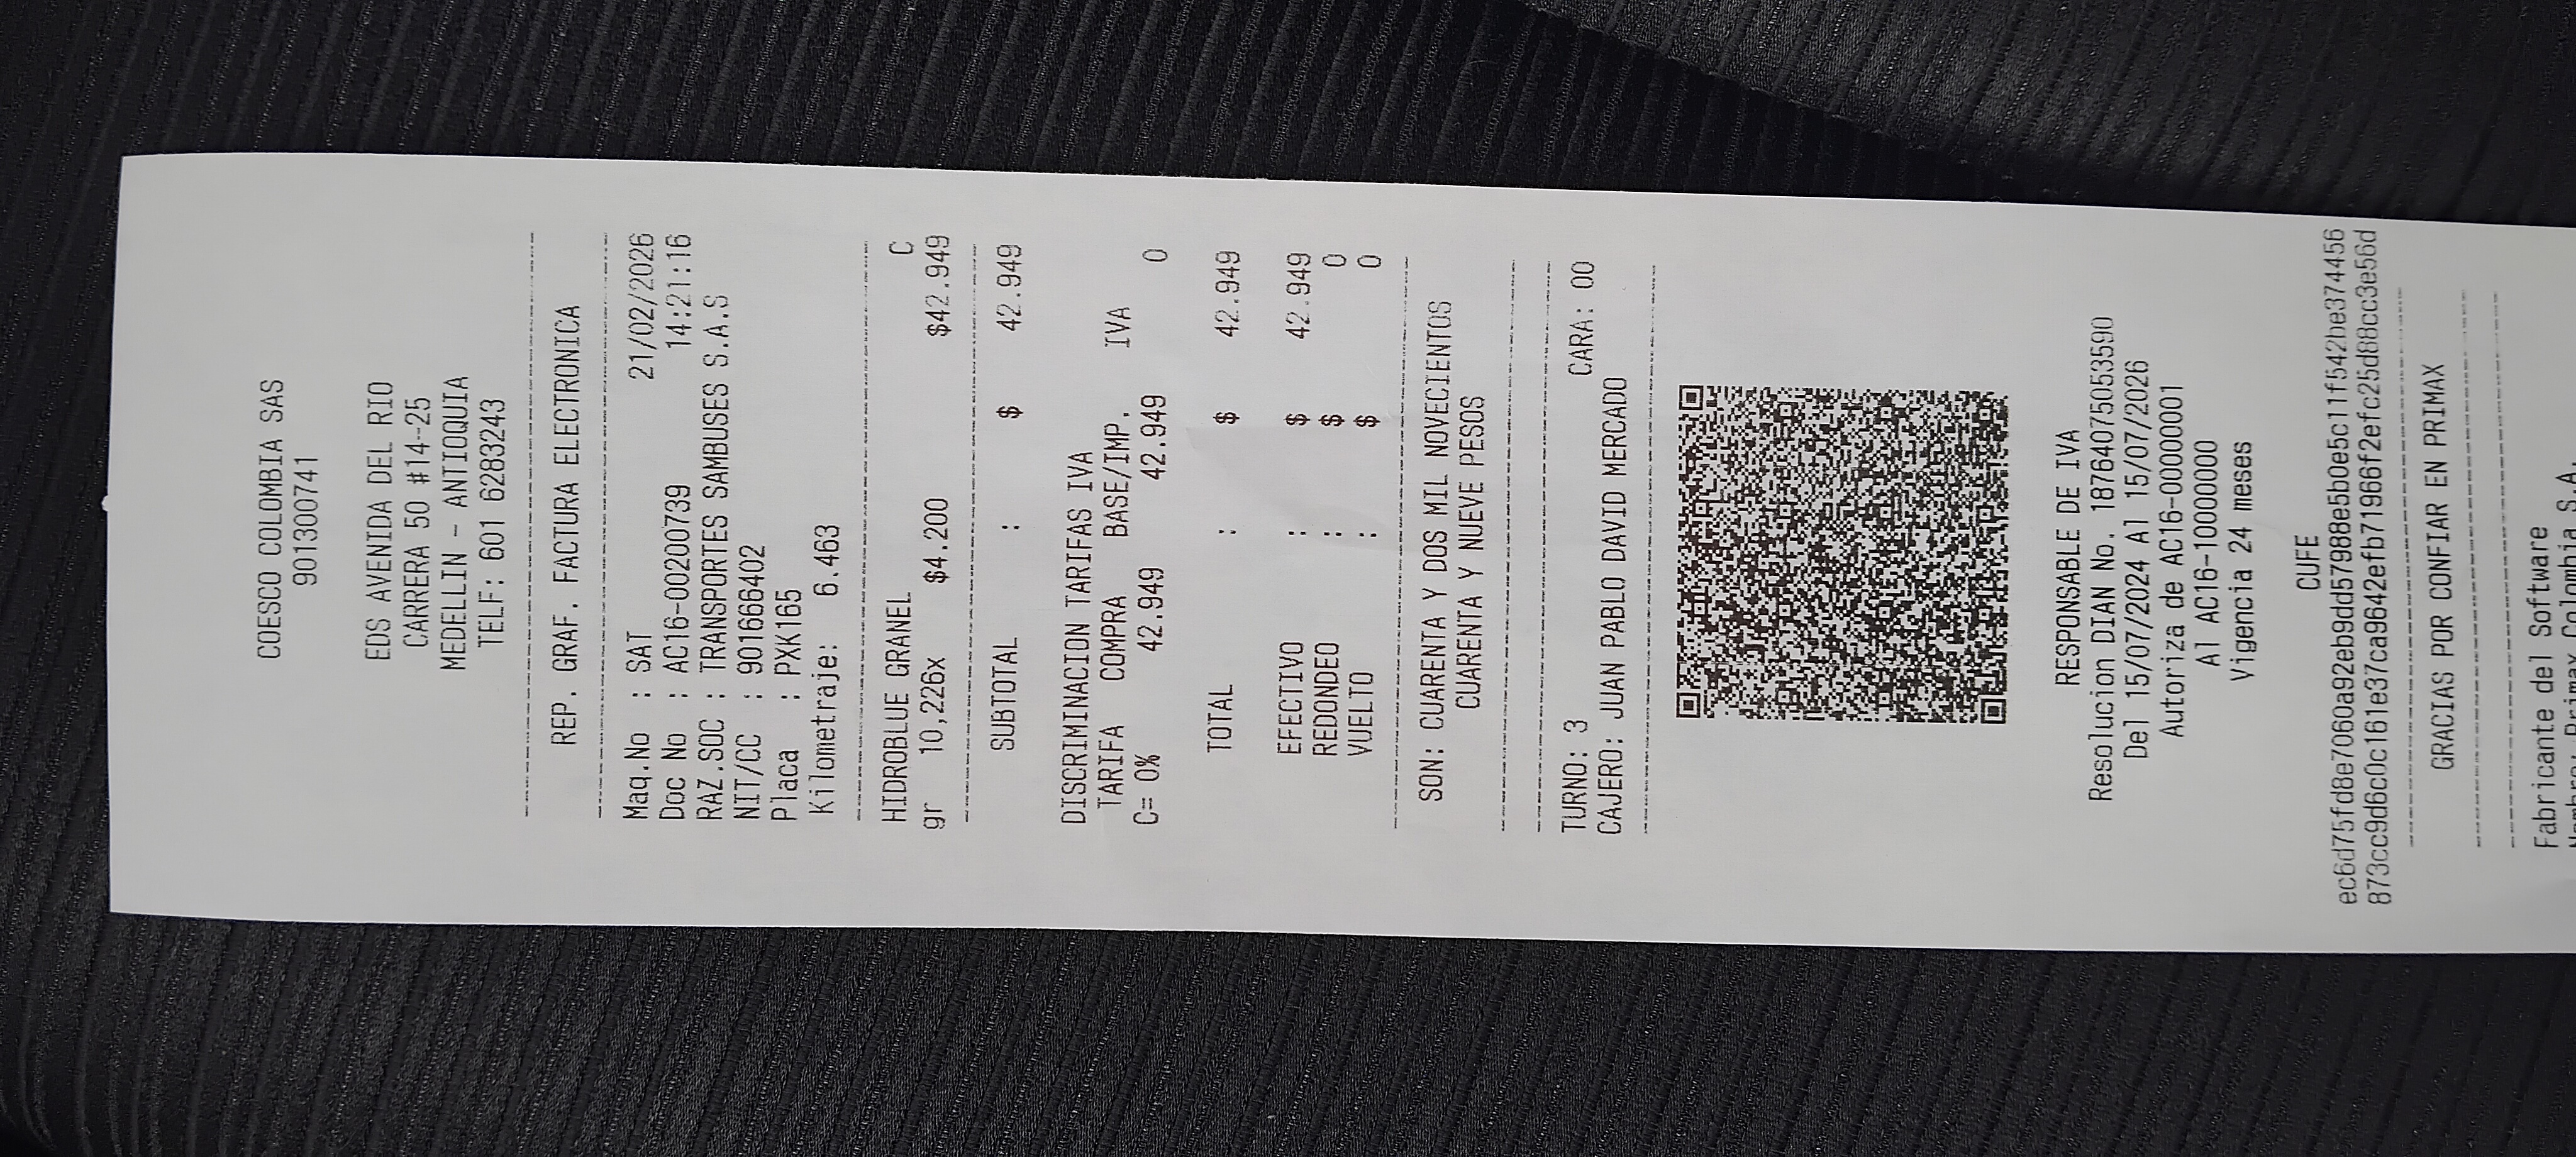 COESCO COLOMBIA SAS
901300741
EDS AVENIDA DEL RIO
CARRERA 50 #14-25
MEDELLIN - ANTIOQUIA
TELF: 601 6283243
REP. GRAF. FACTURA ELECTRONICA
Maq.No : SAT 21/02/2026
Doc No : AC16-00200739 14:21:16
RAZ.SOC : TRANSPORTES SAMBUSES S.A.S
NIT/CC : 901666402
Placa : PXK165
Kilometraje: 6.463
HIDROBLUE GRANEL C
gr 10,226x $4.200 $42.949
SUBTOTAL : $ 42.949
DISCRIMINACION TARIFAS IVA
TARIFA COMPRA BASE/IMP. IVA
C= 0% 42.949 42.949 0
TOTAL : $ 42.949
EFECTIVO : $ 42.949
REDONDEO : $ 0
VUELTO : $ 0
SON: CUARENTA Y DOS MIL NOVECIENTOS
CUARENTA Y NUEVE PESOS
TURNO: 3 CARA: 00
CAJERO: JUAN PABLO DAVID MERCADO
RESPONSABLE DE IVA
Resolucion DIAN No. 18764075053590
Del 15/07/2024 Al 15/07/2026
Autoriza de AC16-00000001
Al AC16-10000000
Vigencia 24 meses
CUFE
ec6d75fd8e7060a92eb9dd57988e5b0e5c11f542be374456
873cc9d6c0c161e37ca9642efb71966f2efc25d88cc3e56d
GRACIAS POR CONFIAR EN PRIMAX
Fabricante del Software
Nombre: Primax Colombia S.A.